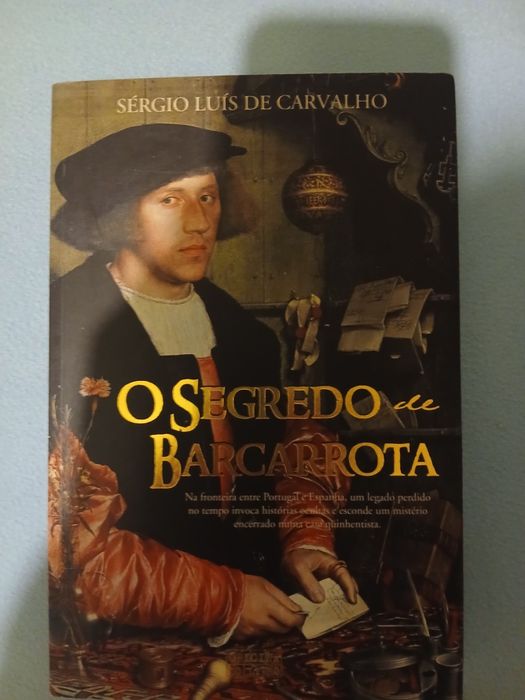 SÉRGIO LUÍS DE CARVALHO
O SEGREDO de
BARCARROTA
Na fronteira entre Portugal e Espanha, um legado perdido
no tempo invoca histórias ocultas e esconde um mistério
encerrado numa casa quinhentista.